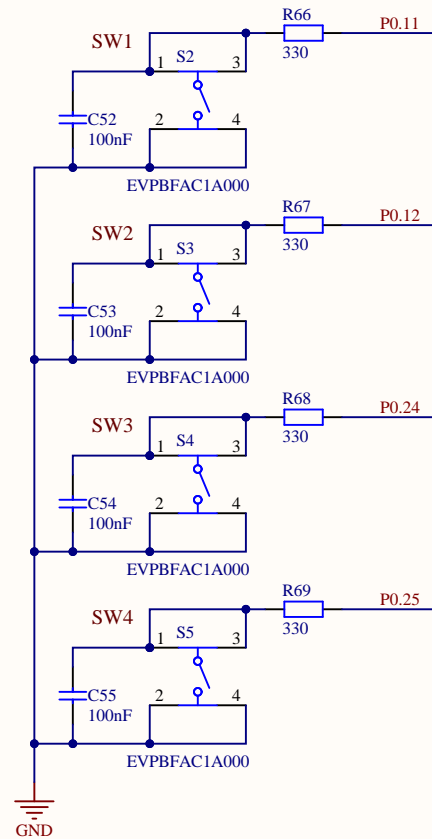 R66
P0.11
SW1
S2
330
1
3
C52
100nF
2
4
EVPBFAC1A000
R67
P0.12
SW2
S3
330
1
3
C53
100nF
2
4
EVPBFAC1A000
R68
P0.24
SW3
S4
330
1
3
C54
100nF
2
4
EVPBFAC1A000
R69
P0.25
SW4
S5
330
1
3
C55
100nF
2
4
EVPBFAC1A000
GND